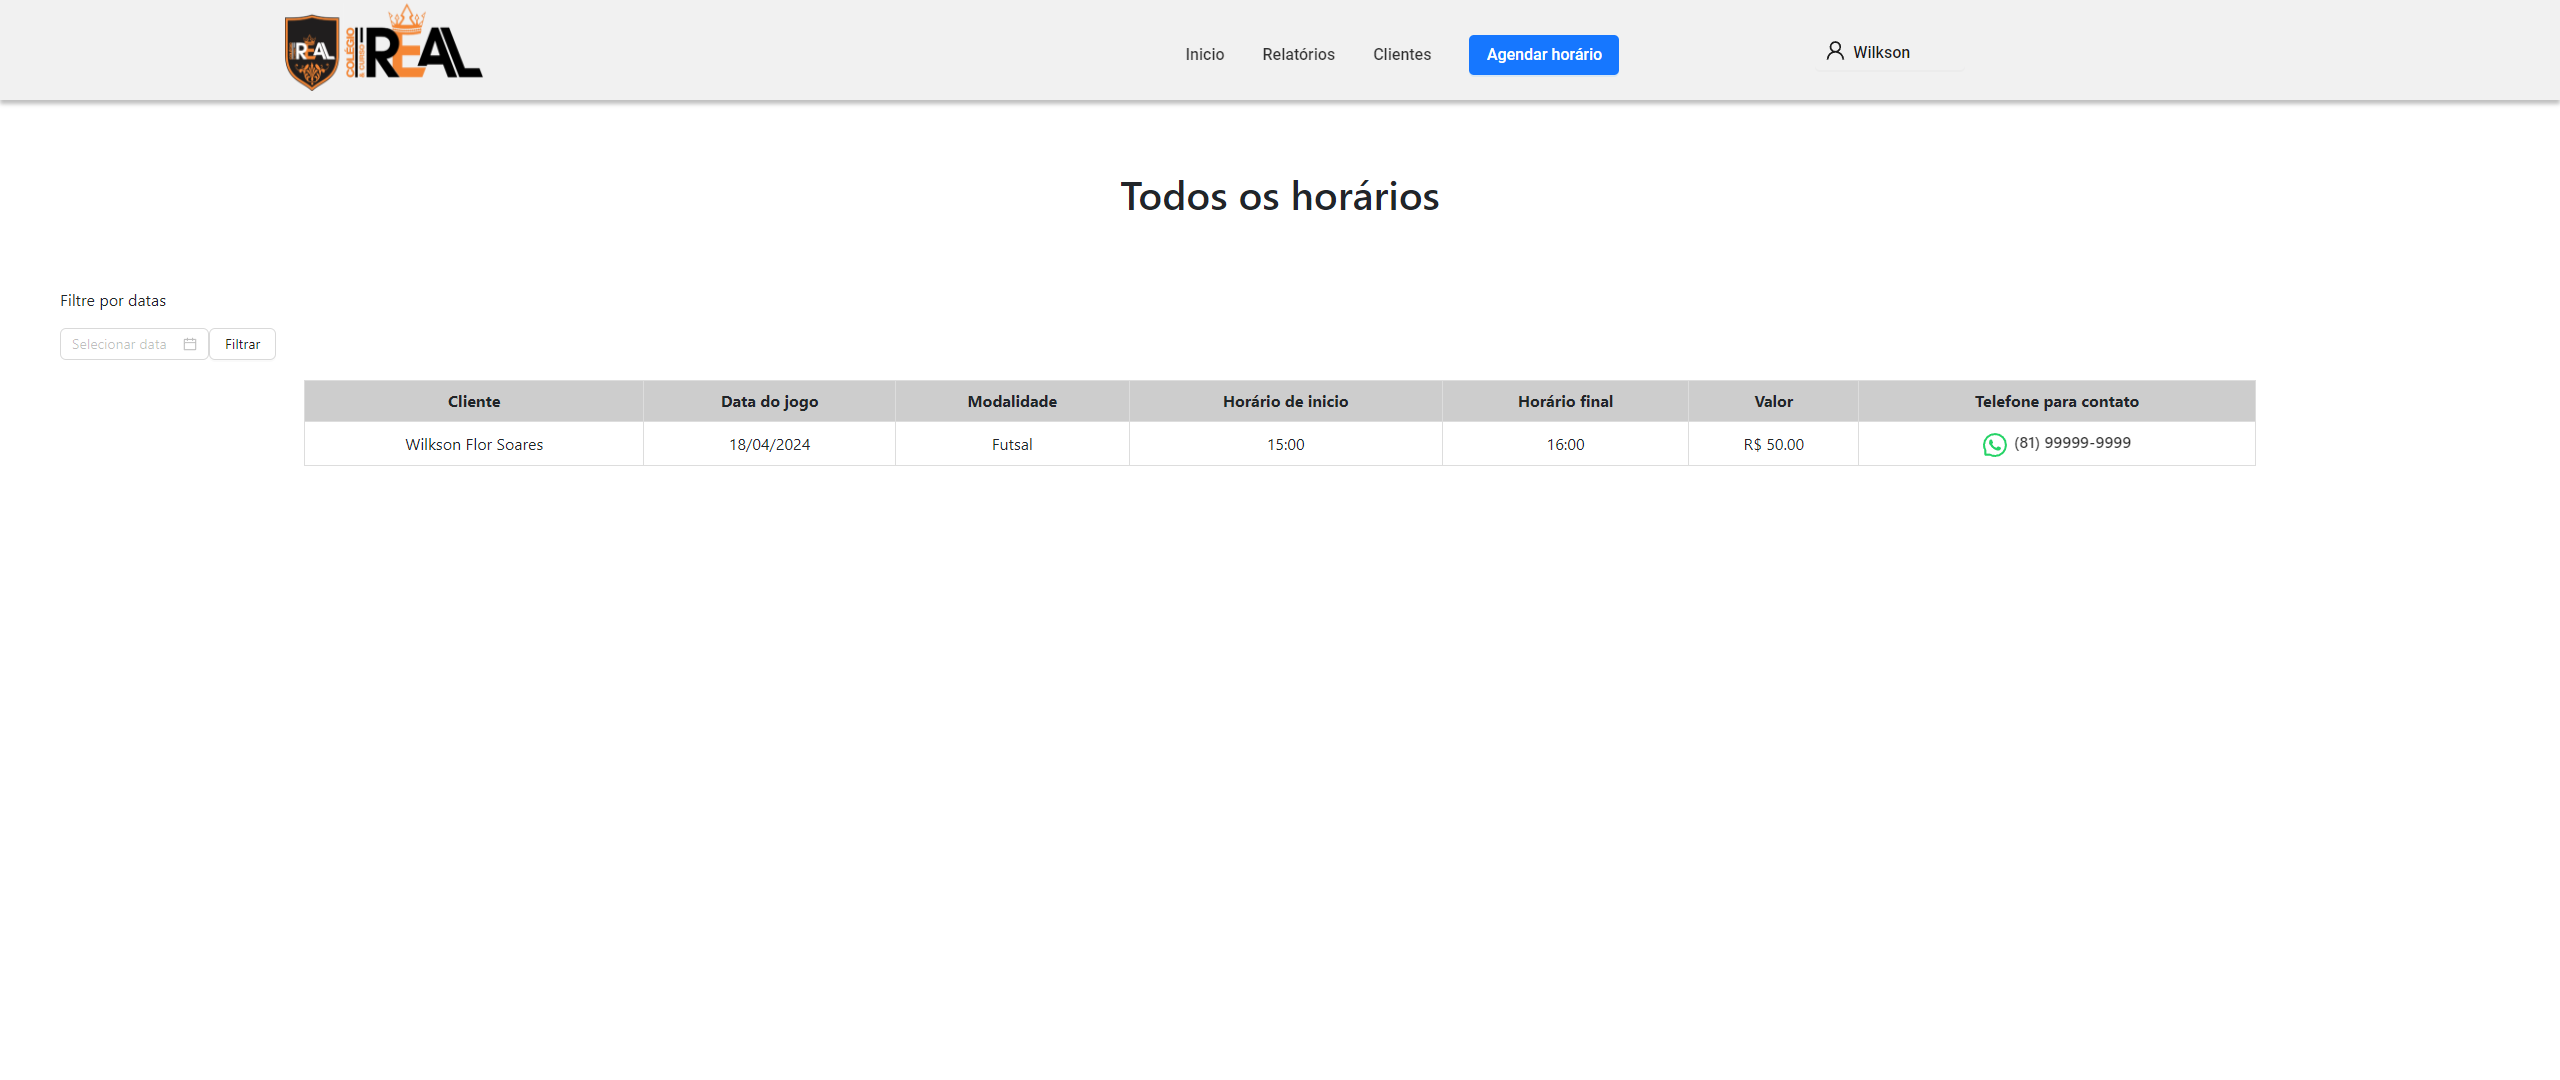 REAL
COLÉGIO
& CURSO
REAL
Inicio
Relatórios
Clientes
Agendar horário
Wilkson
Todos os horários
Filtre por datas
Selecionar data
Filtrar
Cliente Data do jogo Modalidade Horário de inicio Horário final Valor Telefone para contato
Wilkson Flor Soares 18/04/2024 Futsal 15:00 16:00 R$ 50.00 (81) 99999-9999